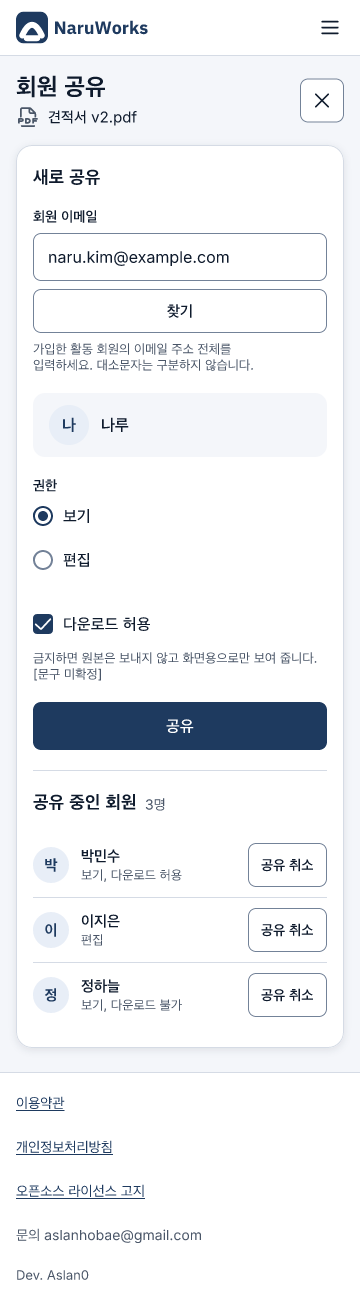 NaruWorks
회원 공유
PDF 견적서 v2.pdf
새로 공유
회원 이메일
naru.kim@example.com
찾기
가입한 활동 회원의 이메일 주소 전체를
입력하세요. 대소문자는 구분하지 않습니다.
나 나루
권한
보기
편집
다운로드 허용
금지하면 원본은 보내지 않고 화면용으로만 보여 줍니다.
[문구 미확정]
공유
공유 중인 회원 3명
박 박민수
보기, 다운로드 허용
공유 취소
이 이지은
편집
공유 취소
정 정하늘
보기, 다운로드 불가
공유 취소
이용약관
개인정보처리방침
오픈소스 라이선스 고지
문의 aslanhobae@gmail.com
Dev. Aslan0